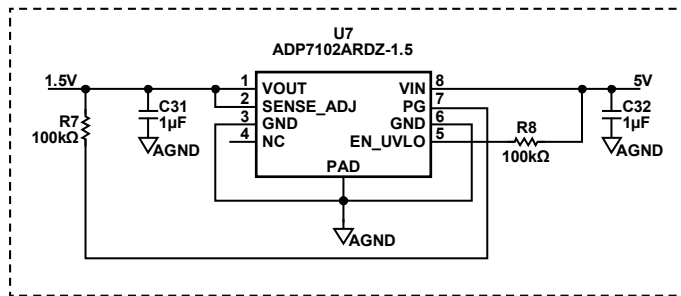 U7
ADP7102ARDZ-1.5
1.5V
1 VOUT VIN 8
5V
2 SENSE_ADJ PG 7
3 GND GND 6
4 NC EN_UVLO 5
PAD
R7
100kΩ
C31
1µF
AGND
R8
100kΩ
C32
1µF
AGND
AGND